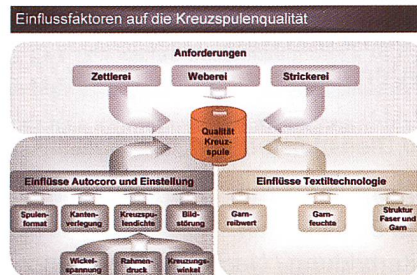 Einflussfaktoren auf die Kreuzspulenqualität
Anforderungen
Zettlerei
Weberei
Strickerei
Qualität
Kreuz-
spule
Einflüsse Autocoro und Einstellung
Einflüsse Textiltechnologie
Spulen-
format
Kanten-
verlegung
Kreuzspu-
lendichte
Bild-
störung
Garn-
reibwert
Garn-
feuchte
Struktur
Faser und
Garn
Wickel-
spannung
Rahmen-
druck
Kreuzungs-
winkel